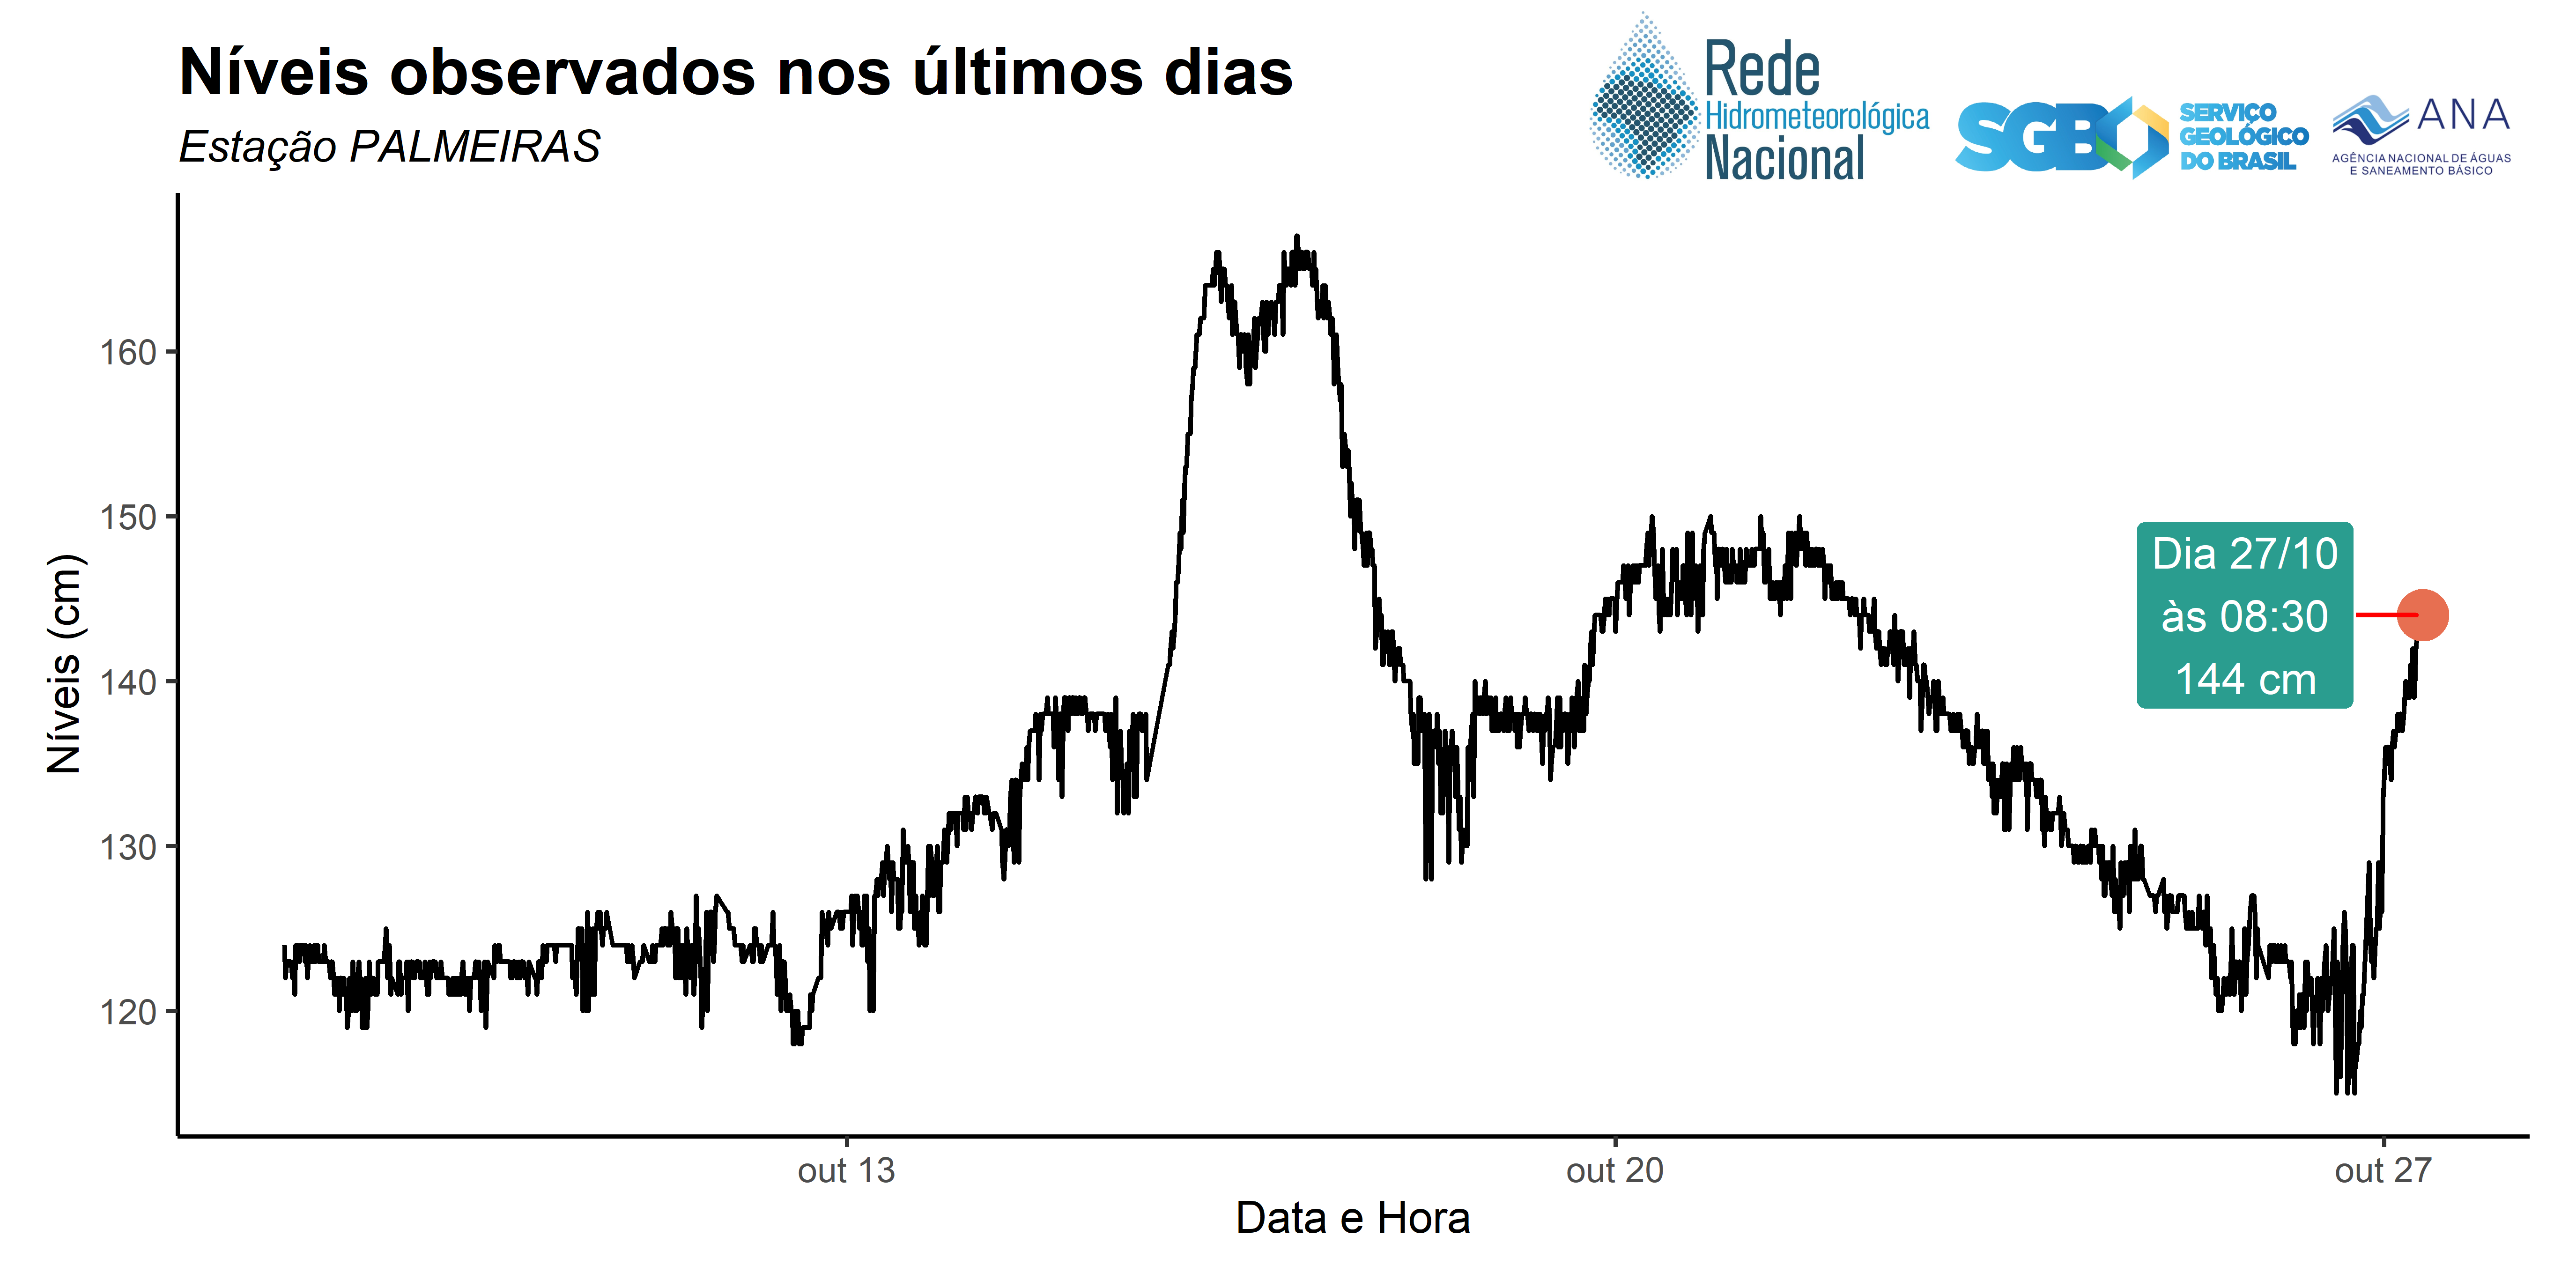 Níveis observados nos últimos dias
Estação PALMEIRAS
Rede
Hidrometeorológica
Nacional
SGB
SERVIÇO
GEOLÓGICO
DO BRASIL
ANA
AGÊNCIA NACIONAL DE ÁGUAS
E SANEAMENTO BÁSICO
Níveis (cm)
160
150
140
130
120
Dia 27/10
às 08:30
144 cm
out 13
out 20
out 27
Data e Hora